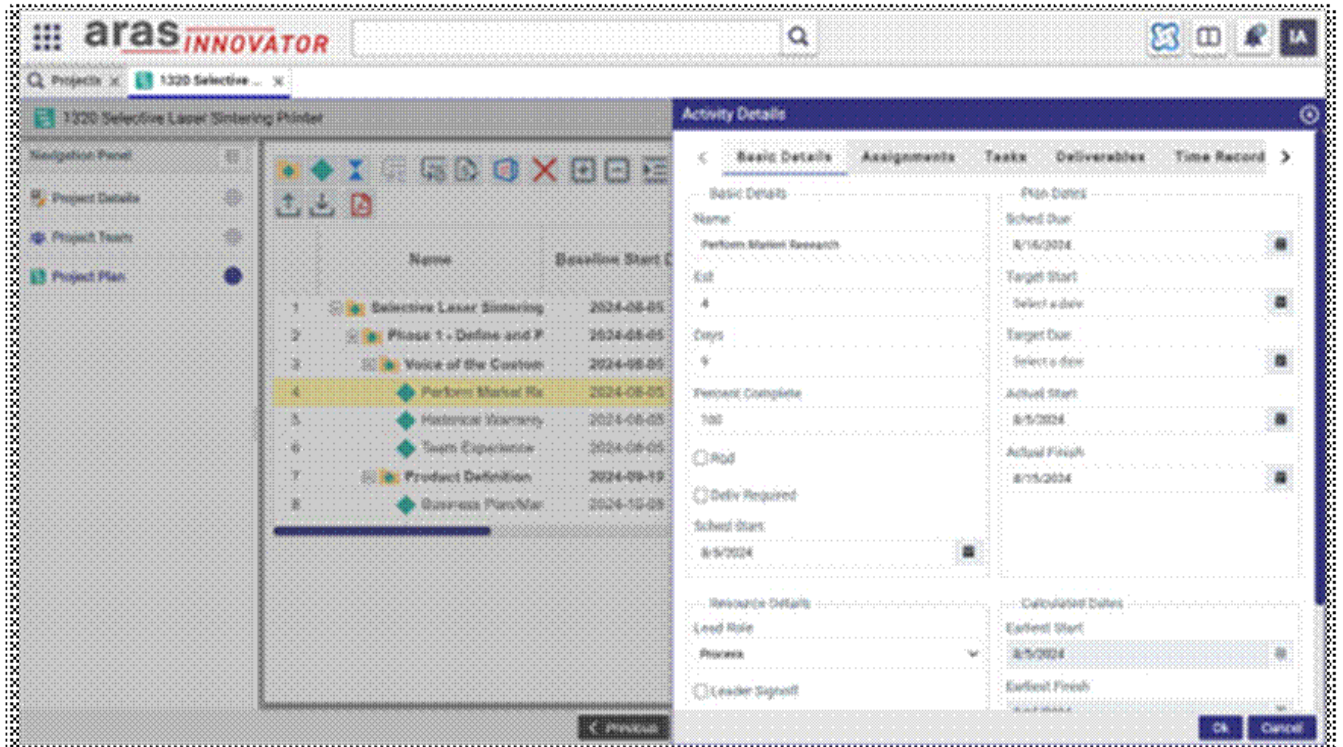 aras INNOVATOR
IA
Projects x
1320 Selective ... x
1320 Selective Laser Sintering Printer
Navigation Panel
Project Details
Project Team
Project Plan
Name
Baseline Start D
1 Selective Laser Sintering 2024-08-05
2 Phase 1 - Define and P 2024-08-05
3 Voice of the Custom 2024-08-05
4 Perform Market Re 2024-08-05
5 Historical Warranty 2024-08-05
6 Team Experience 2024-08-05
7 Product Definition 2024-09-19
8 Business Plan/Mar
Previous
Activity Details
Basic Details Assignments Tasks Deliverables Time Record
Basic Details
Name
Perform Market Research
Est
4
Days
9
Percent Complete
100
Deliv Required
Sched Start
8/5/2024
Plan Dates
Sched Due
8/16/2024
Target Start
Select a date
Target Due
Select a date
Actual Start
8/5/2024
Actual Finish
8/15/2024
Resource Details
Lead Role
Process
Leader Signoff
Calculated Dates
Earliest Start
8/5/2024
Earliest Finish
Ok
Cancel